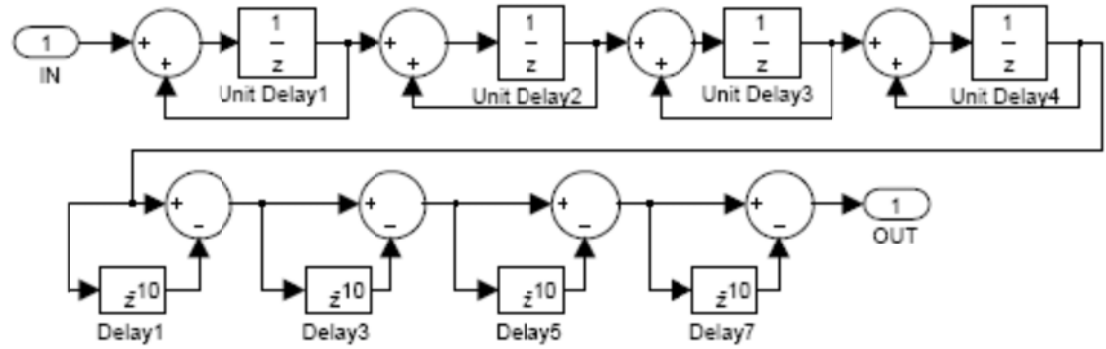 1
IN
+
+
1
z
Unit Delay1
+
+
1
z
Unit Delay2
+
+
1
z
Unit Delay3
+
+
1
z
Unit Delay4
+
−
z-10
Delay1
+
−
z-10
Delay3
+
−
z-10
Delay5
+
−
z-10
Delay7
1
OUT